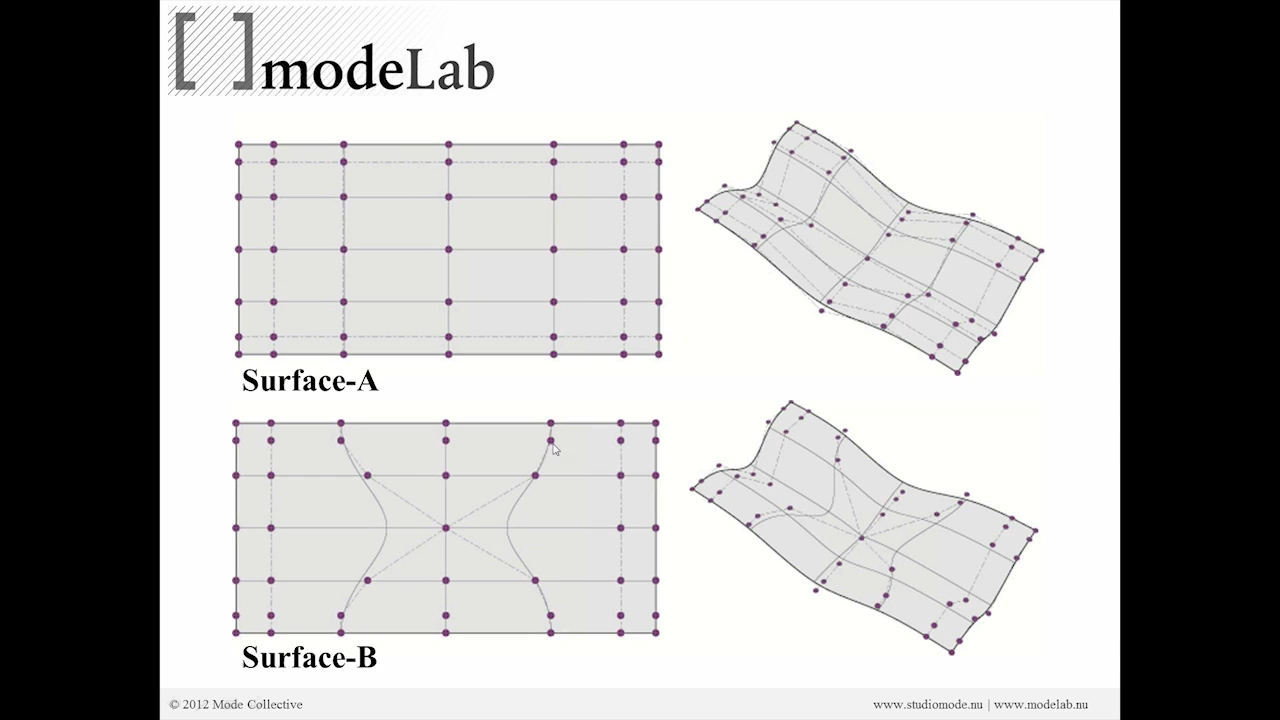 [ ] modeLab
Surface-A
Surface-B
© 2012 Mode Collective
www.studiomode.nu | www.modelab.nu